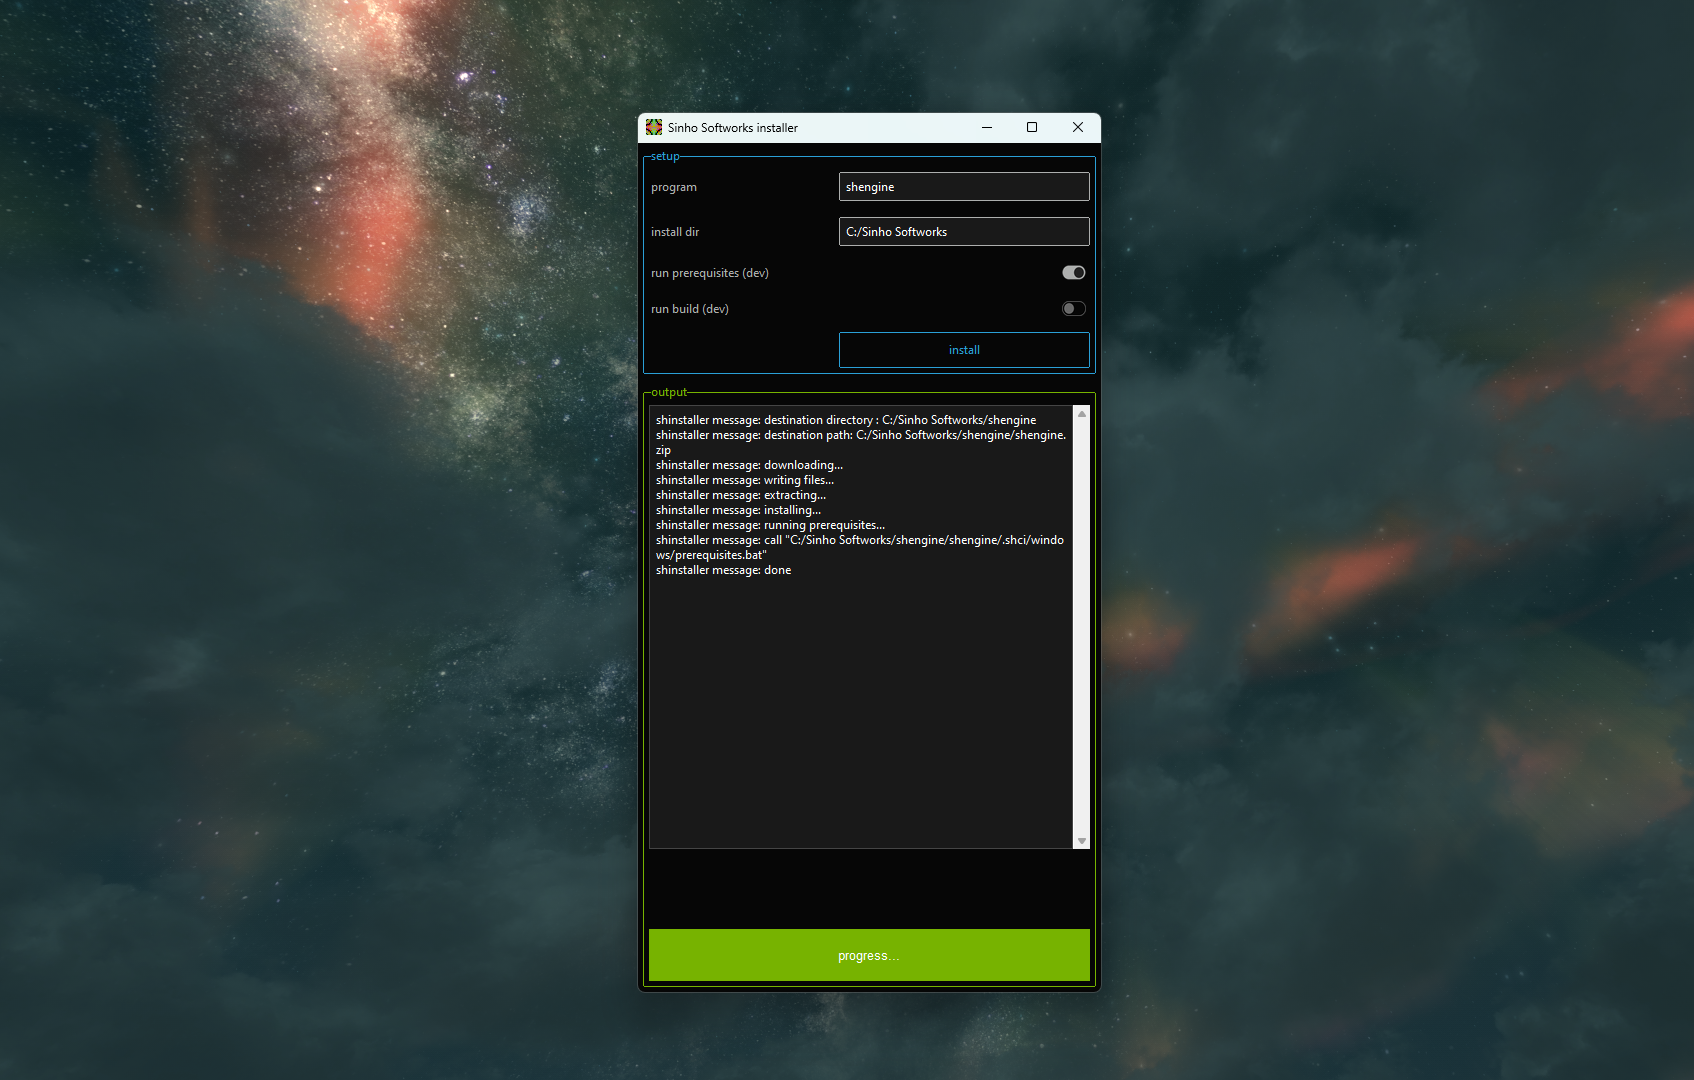 Sinho Softworks installer
setup
program
shengine
install dir
C:/Sinho Softworks
run prerequisites (dev)
run build (dev)
install
output
shinstaller message: destination directory : C:/Sinho Softworks/shengine
shinstaller message: destination path: C:/Sinho Softworks/shengine/shengine.
zip
shinstaller message: downloading...
shinstaller message: writing files...
shinstaller message: extracting...
shinstaller message: installing...
shinstaller message: running prerequisites...
shinstaller message: call "C:/Sinho Softworks/shengine/shengine/.shci/windo
ws/prerequisites.bat"
shinstaller message: done
progress...